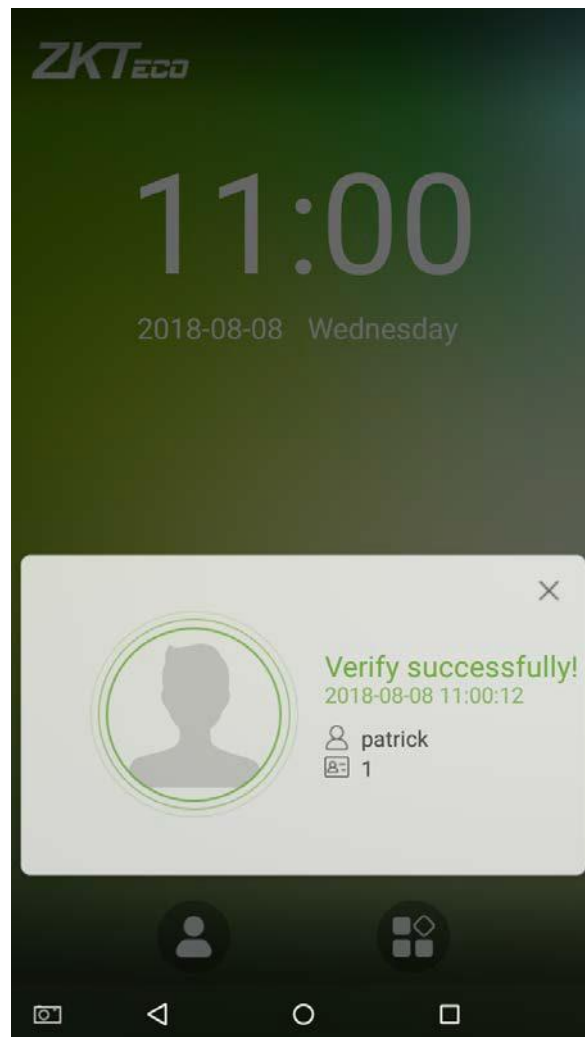 ZKTeco
11:00
2018-08-08 Wednesday
Verify successfully!
2018-08-08 11:00:12
patrick
1